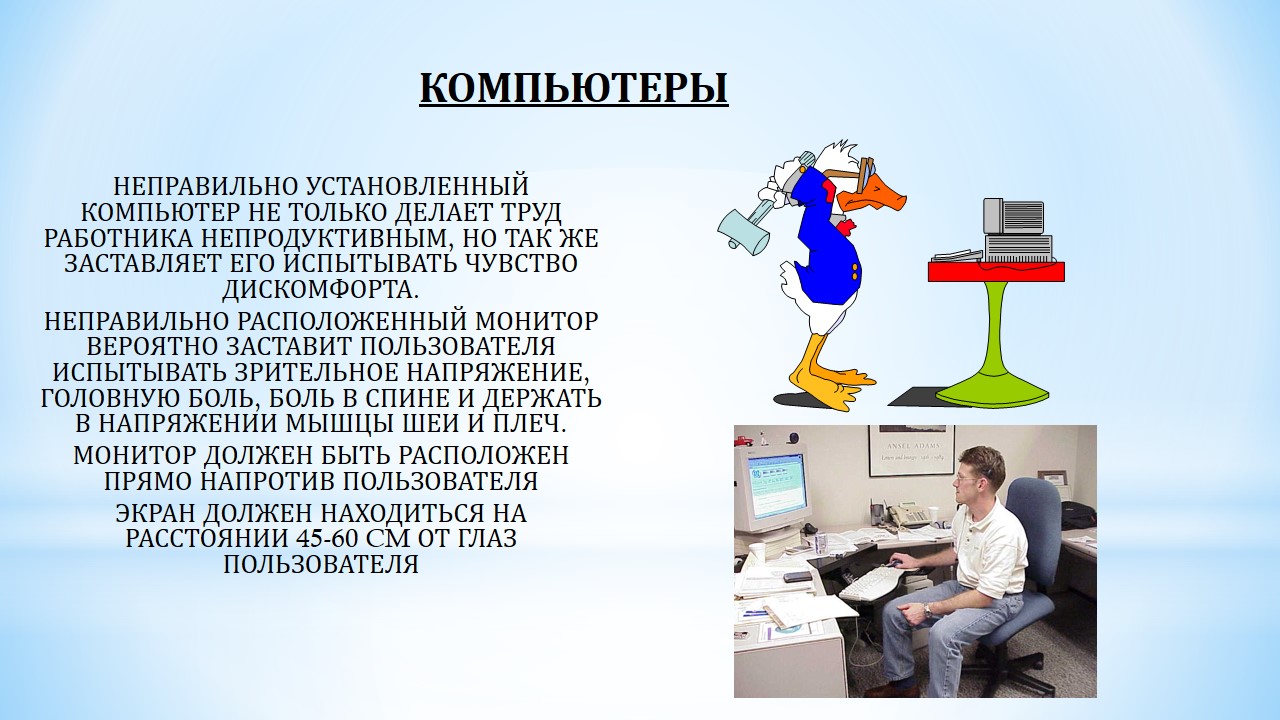 КОМПЬЮТЕРЫ
НЕПРАВИЛЬНО УСТАНОВЛЕННЫЙ
КОМПЬЮТЕР НЕ ТОЛЬКО ДЕЛАЕТ ТРУД
РАБОТНИКА НЕПРОДУКТИВНЫМ, НО ТАК ЖЕ
ЗАСТАВЛЯЕТ ЕГО ИСПЫТЫВАТЬ ЧУВСТВО
ДИСКОМФОРТА.
НЕПРАВИЛЬНО РАСПОЛОЖЕННЫЙ МОНИТОР
ВЕРОЯТНО ЗАСТАВИТ ПОЛЬЗОВАТЕЛЯ
ИСПЫТЫВАТЬ ЗРИТЕЛЬНОЕ НАПРЯЖЕНИЕ,
ГОЛОВНУЮ БОЛЬ, БОЛЬ В СПИНЕ И ДЕРЖАТЬ
В НАПРЯЖЕНИИ МЫШЦЫ ШЕИ И ПЛЕЧ.
МОНИТОР ДОЛЖЕН БЫТЬ РАСПОЛОЖЕН
ПРЯМО НАПРОТИВ ПОЛЬЗОВАТЕЛЯ
ЭКРАН ДОЛЖЕН НАХОДИТЬСЯ НА
РАССТОЯНИИ 45-60 СМ ОТ ГЛАЗ
ПОЛЬЗОВАТЕЛЯ
ANSEL ADAMS